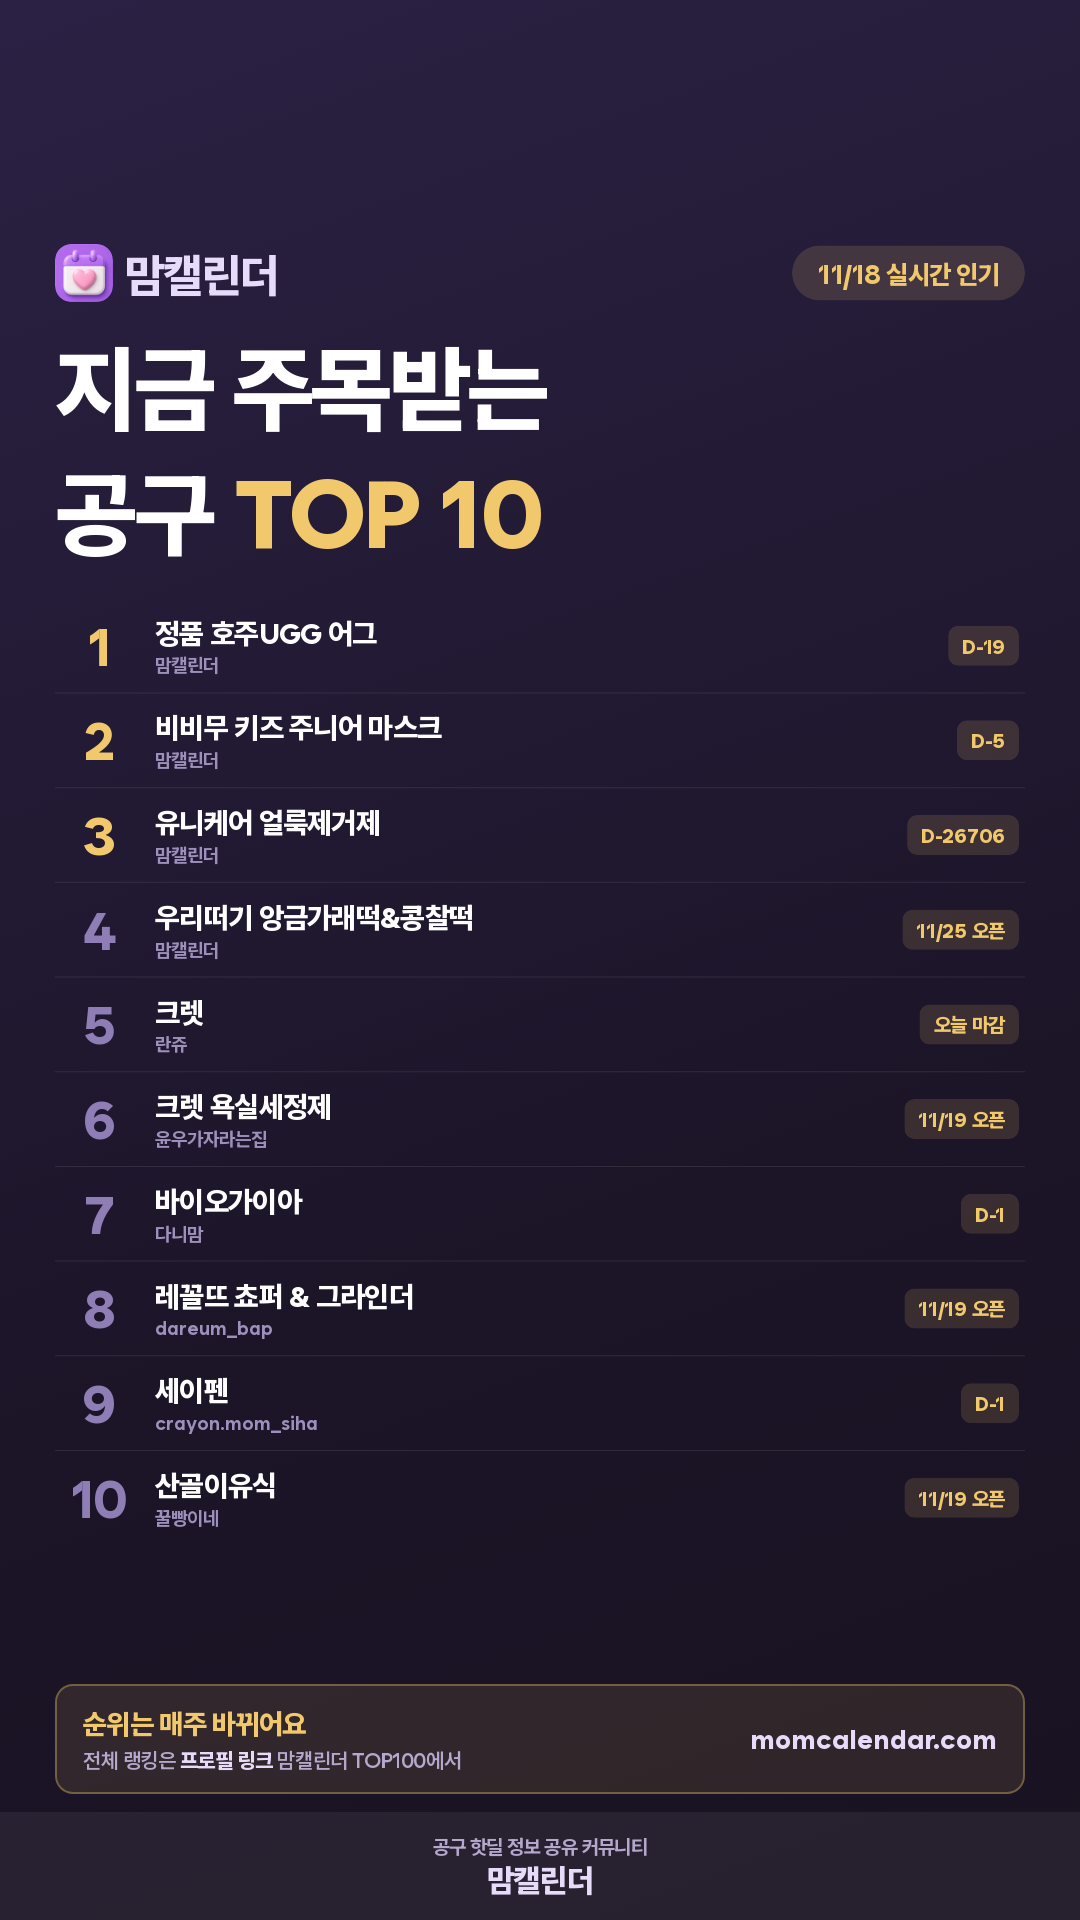 맘캘린더
11/18 실시간 인기
지금 주목받는
공구 TOP 10
1
정품 호주UGG 어그
맘캘린더
D-19
2
비비무 키즈 주니어 마스크
맘캘린더
D-5
3
유니케어 얼룩제거제
맘캘린더
D-26706
4
우리떠기 앙금가래떡&콩찰떡
맘캘린더
11/25 오픈
5
크렛
란쥬
오늘 마감
6
크렛 욕실세정제
윤우가자라는집
11/19 오픈
7
바이오가이아
다니맘
D-1
8
레꼴뜨 쵸퍼 & 그라인더
dareum_bap
11/19 오픈
9
세이펜
crayon.mom_siha
D-1
10
산골이유식
꿀빵이네
11/19 오픈
순위는 매주 바뀌어요
전체 랭킹은 프로필 링크 맘캘린더 TOP100에서
momcalendar.com
공구 핫딜 정보 공유 커뮤니티
맘캘린더